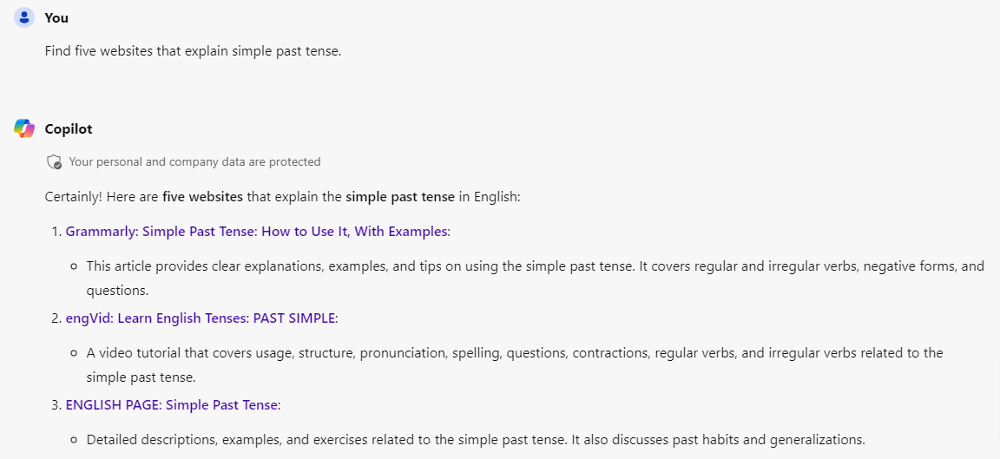 You
Find five websites that explain simple past tense.
Copilot
Your personal and company data are protected
Certainly! Here are five websites that explain the simple past tense in English:
1. Grammarly: Simple Past Tense: How to Use It, With Examples:
This article provides clear explanations, examples, and tips on using the simple past tense. It covers regular and irregular verbs, negative forms, and
questions.
2. engVid: Learn English Tenses: PAST SIMPLE:
A video tutorial that covers usage, structure, pronunciation, spelling, questions, contractions, regular verbs, and irregular verbs related to the
simple past tense.
3. ENGLISH PAGE: Simple Past Tense:
Detailed descriptions, examples, and exercises related to the simple past tense. It also discusses past habits and generalizations.